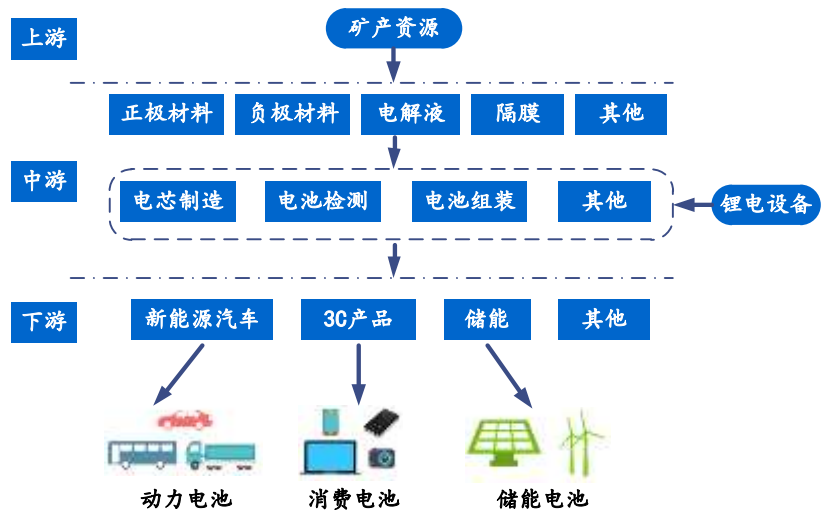 矿产资源
上游
正极材料 负极材料 电解液 隔膜 其他
中游
电芯制造 电池检测 电池组装 其他
锂电设备
下游
新能源汽车 3C产品 储能 其他
动力电池 消费电池 储能电池